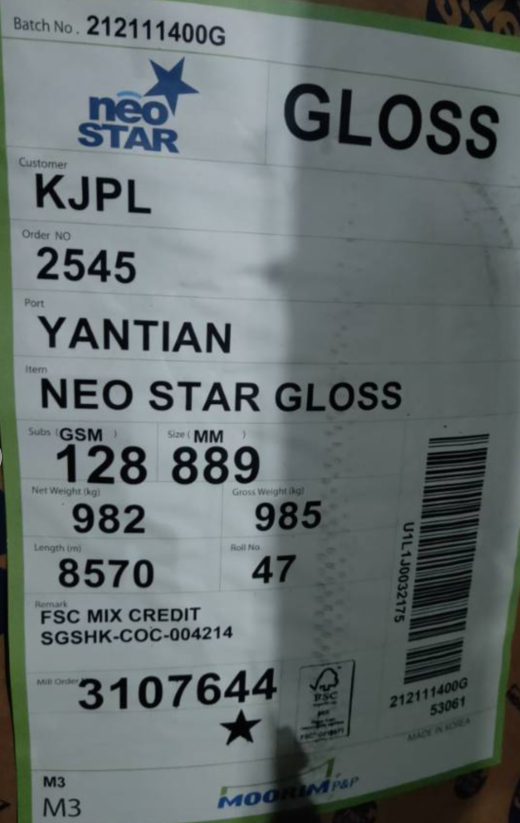 Batch No. 212111400G
neo
STAR
GLOSS
Customer
KJPL
Order NO
2545
Port
YANTIAN
Item
NEO STAR GLOSS
Subs (GSM) Size (MM)
128 889
Net Weight (kg) Gross Weight (kg)
982 985
Length (m) Roll No.
8570 47
Remark
FSC MIX CREDIT
SGSHK-COC-004214
Mill Order
3107644
FSC
U1L1J0032175
212111400G
53061
MADE IN KOREA
M3
M3
MOORIM P&P